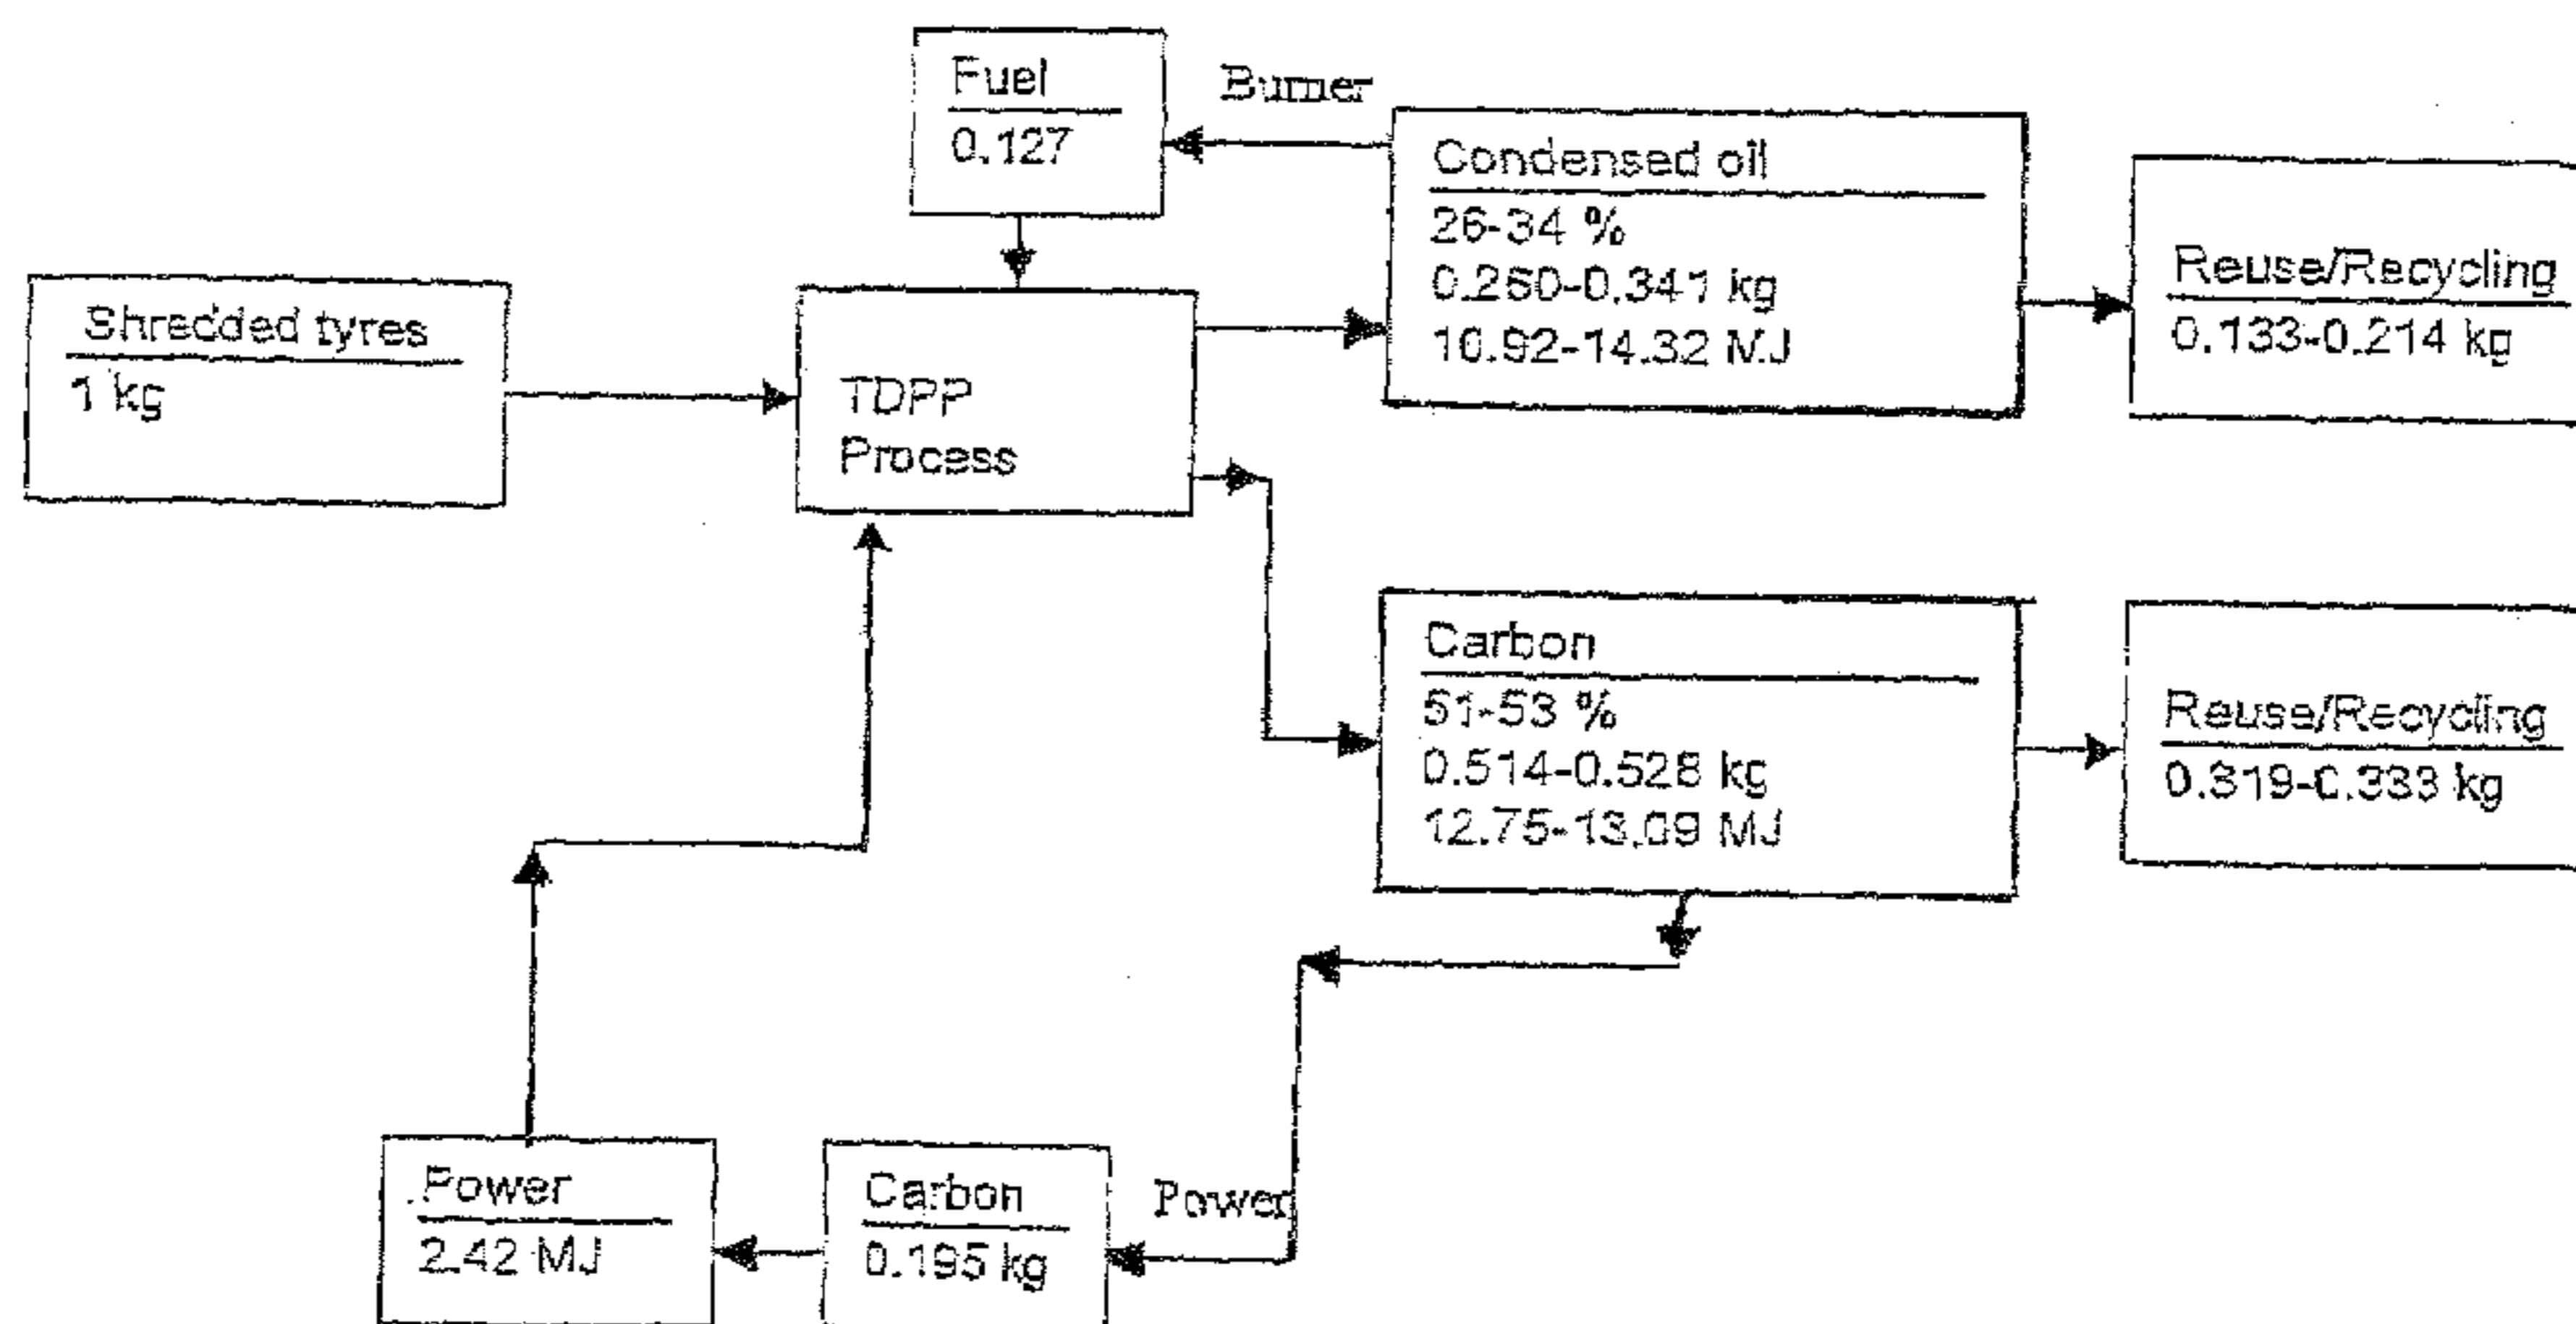 Fuel
0.127
Burner
Condensed oil
26-34 %
0.260-0.341 kg
10.92-14.32 MJ
Reuse/Recycling
0.133-0.214 kg
Shredded tyres
1 kg
TDPP
Process
Carbon
51-53 %
0.514-0.528 kg
12.75-13.09 MJ
Reuse/Recycling
0.319-0.333 kg
Power
2.42 MJ
Carbon
0.195 kg
Power